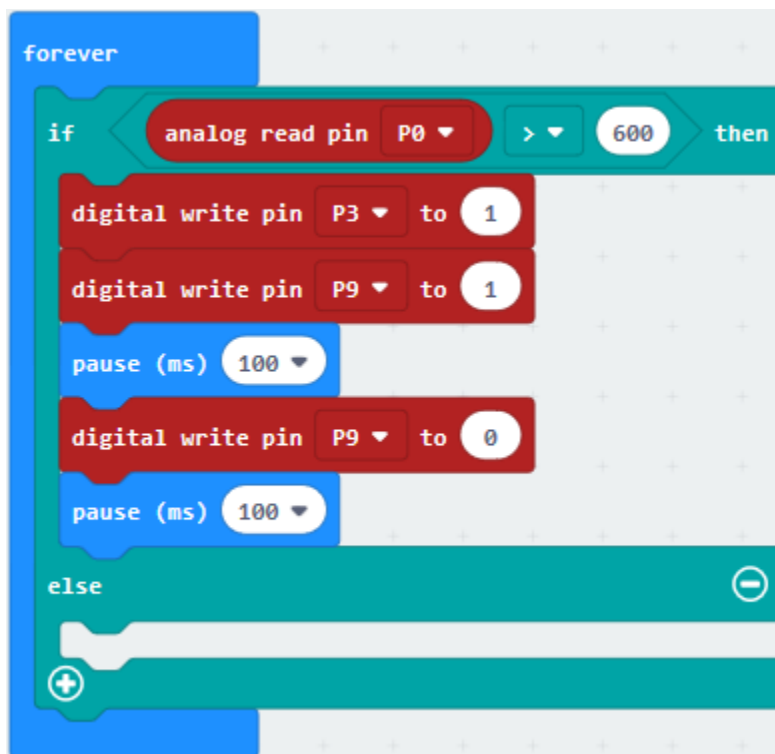 forever
if analog read pin P0 > 600 then
digital write pin P3 to 1
digital write pin P9 to 1
pause (ms) 100
digital write pin P9 to 0
pause (ms) 100
else